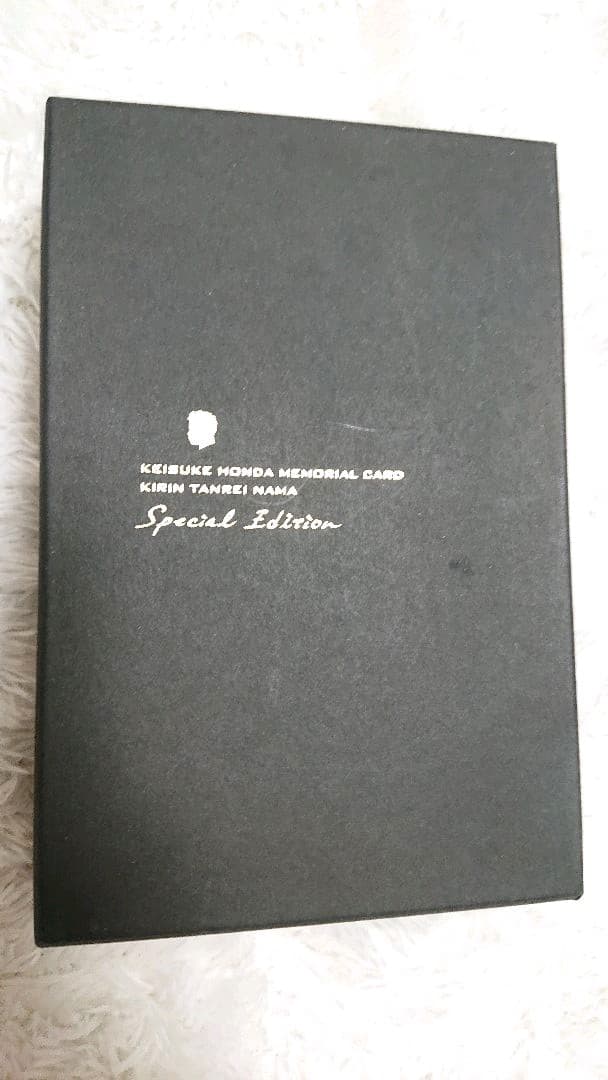 KEISUKE HONDA MEMORIAL CARD
KIRIN TANREI NAMA
Special Edition